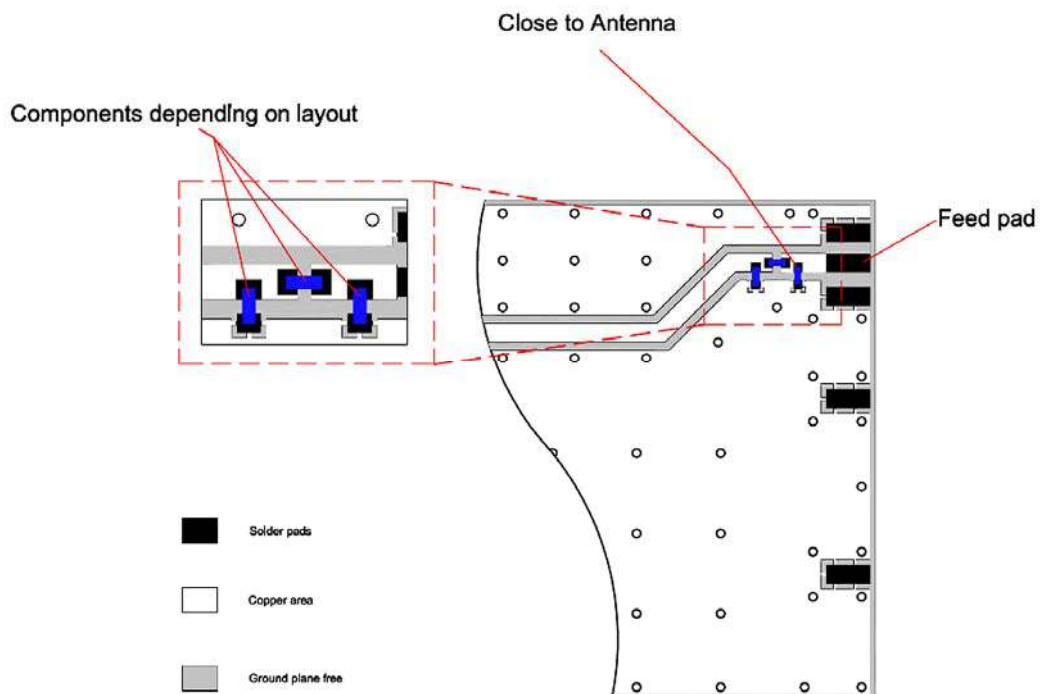 Close to Antenna
Components depending on layout
Feed pad
Solder pads
Copper area
Ground plane free